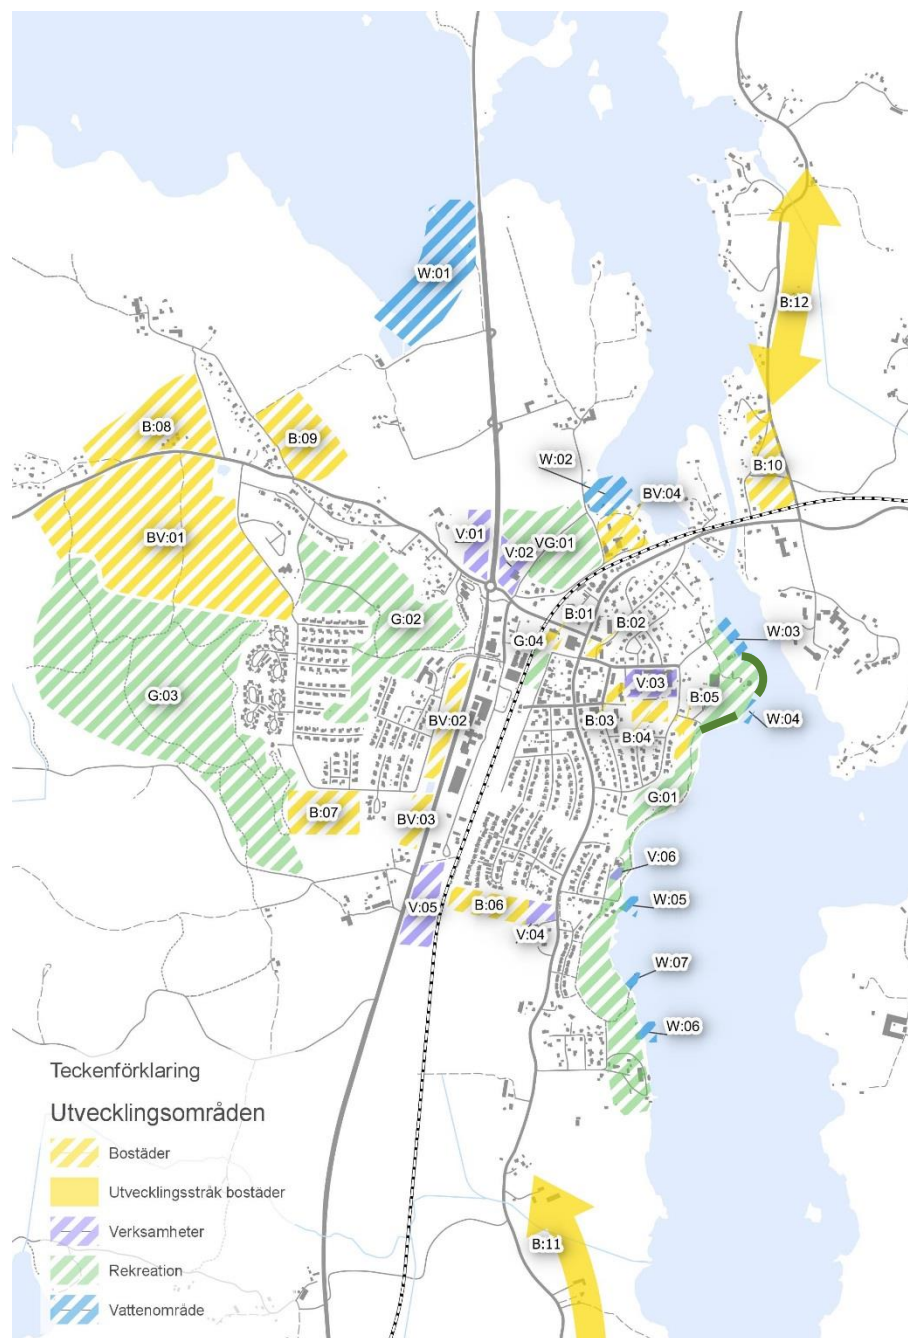 W:01
B:12
B:08
B:09
W:02
B:10
BV:04
V:01
BV:01
V:02
VG:01
B:01
G:02
B:02
G:04
W:03
V:03
G:03
B:05
BV:02
B:03
W:04
B:04
G:01
B:07
BV:03
V:06
B:06
V:05
W:05
V:04
W:07
W:06
Teckenförklaring
Utvecklingsområden
Bostäder
Utvecklingsstråk bostäder
Verksamheter
B:11
Rekreation
Vattenområde